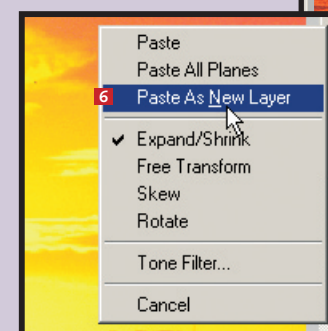 Paste
Paste All Planes
6 Paste As New Layer
✔ Expand/Shrink
Free Transform
Skew
Rotate
Tone Filter...
Cancel